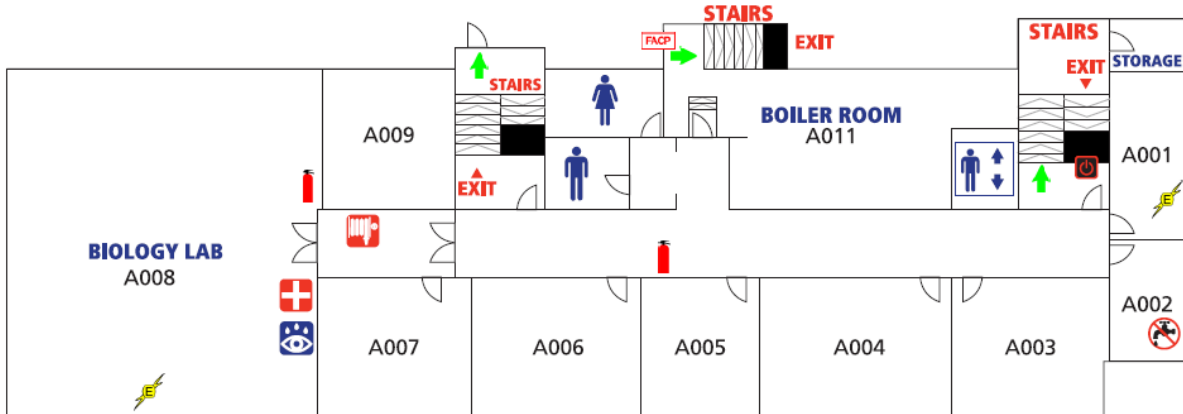 STAIRS
FACP
EXIT
STAIRS
EXIT
STORAGE
STAIRS
A009
BOILER ROOM
A011
A001
EXIT
E
BIOLOGY LAB
A008
A002
A007
A006
A005
A004
A003
E